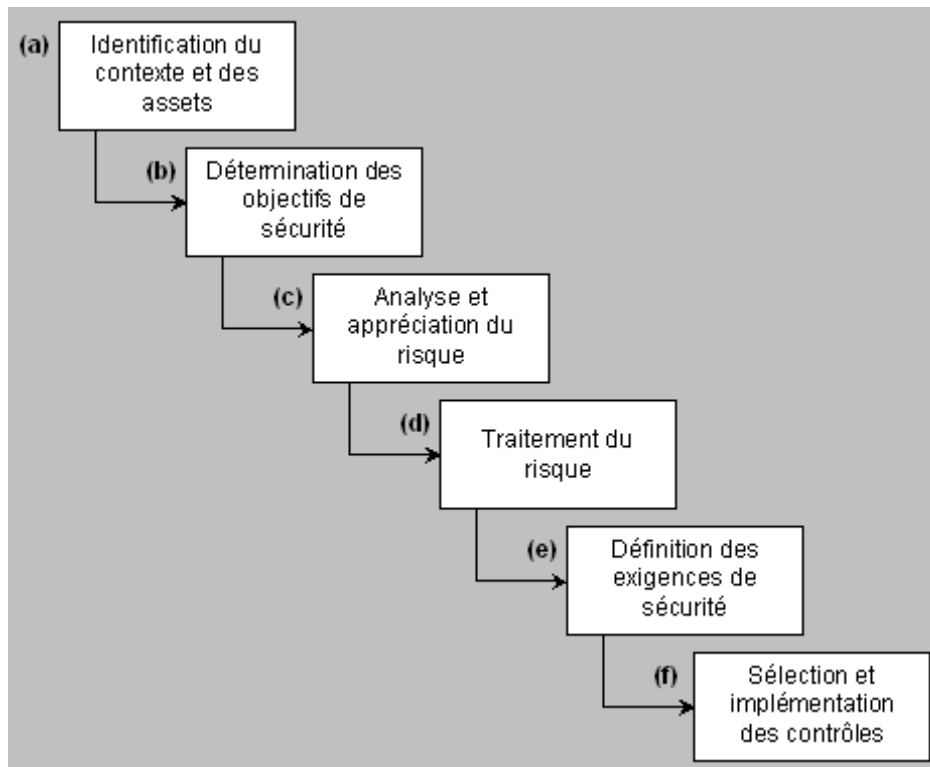 (a) Identification du
contexte et des
assets
(b) Détermination des
objectifs de
sécurité
(c) Analyse et
appréciation du
risque
(d) Traitement du
risque
(e) Définition des
exigences de
sécurité
(f) Sélection et
implémentation
des contrôles